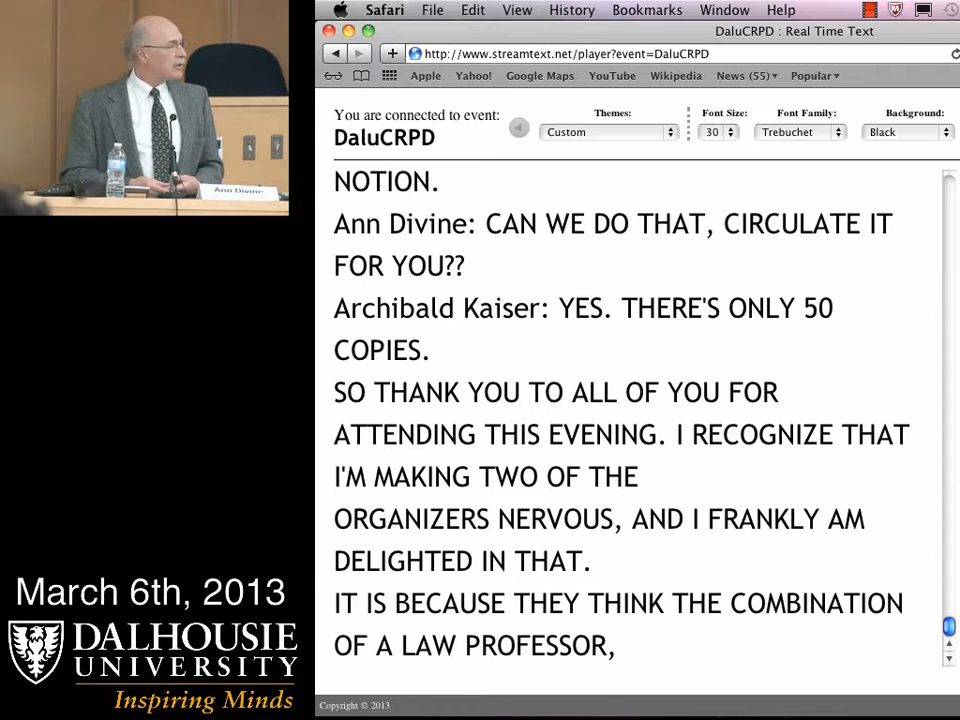 Safari File Edit View History Bookmarks Window Help
DaluCRPD : Real Time Text
http://www.streamtext.net/player?event=DaluCRPD
Apple Yahoo! Google Maps YouTube Wikipedia News (55) Popular
You are connected to event:
DaluCRPD
Themes: Font Size: Font Family: Background:
Custom 30 Trebuchet Black
NOTION.
Ann Divine: CAN WE DO THAT, CIRCULATE IT
FOR YOU??
Archibald Kaiser: YES. THERE'S ONLY 50
COPIES.
SO THANK YOU TO ALL OF YOU FOR
ATTENDING THIS EVENING. I RECOGNIZE THAT
I'M MAKING TWO OF THE
ORGANIZERS NERVOUS, AND I FRANKLY AM
DELIGHTED IN THAT.
IT IS BECAUSE THEY THINK THE COMBINATION
OF A LAW PROFESSOR,
Copyright © 2013
Ann Divine
March 6th, 2013
DALHOUSIE
UNIVERSITY
Inspiring Minds